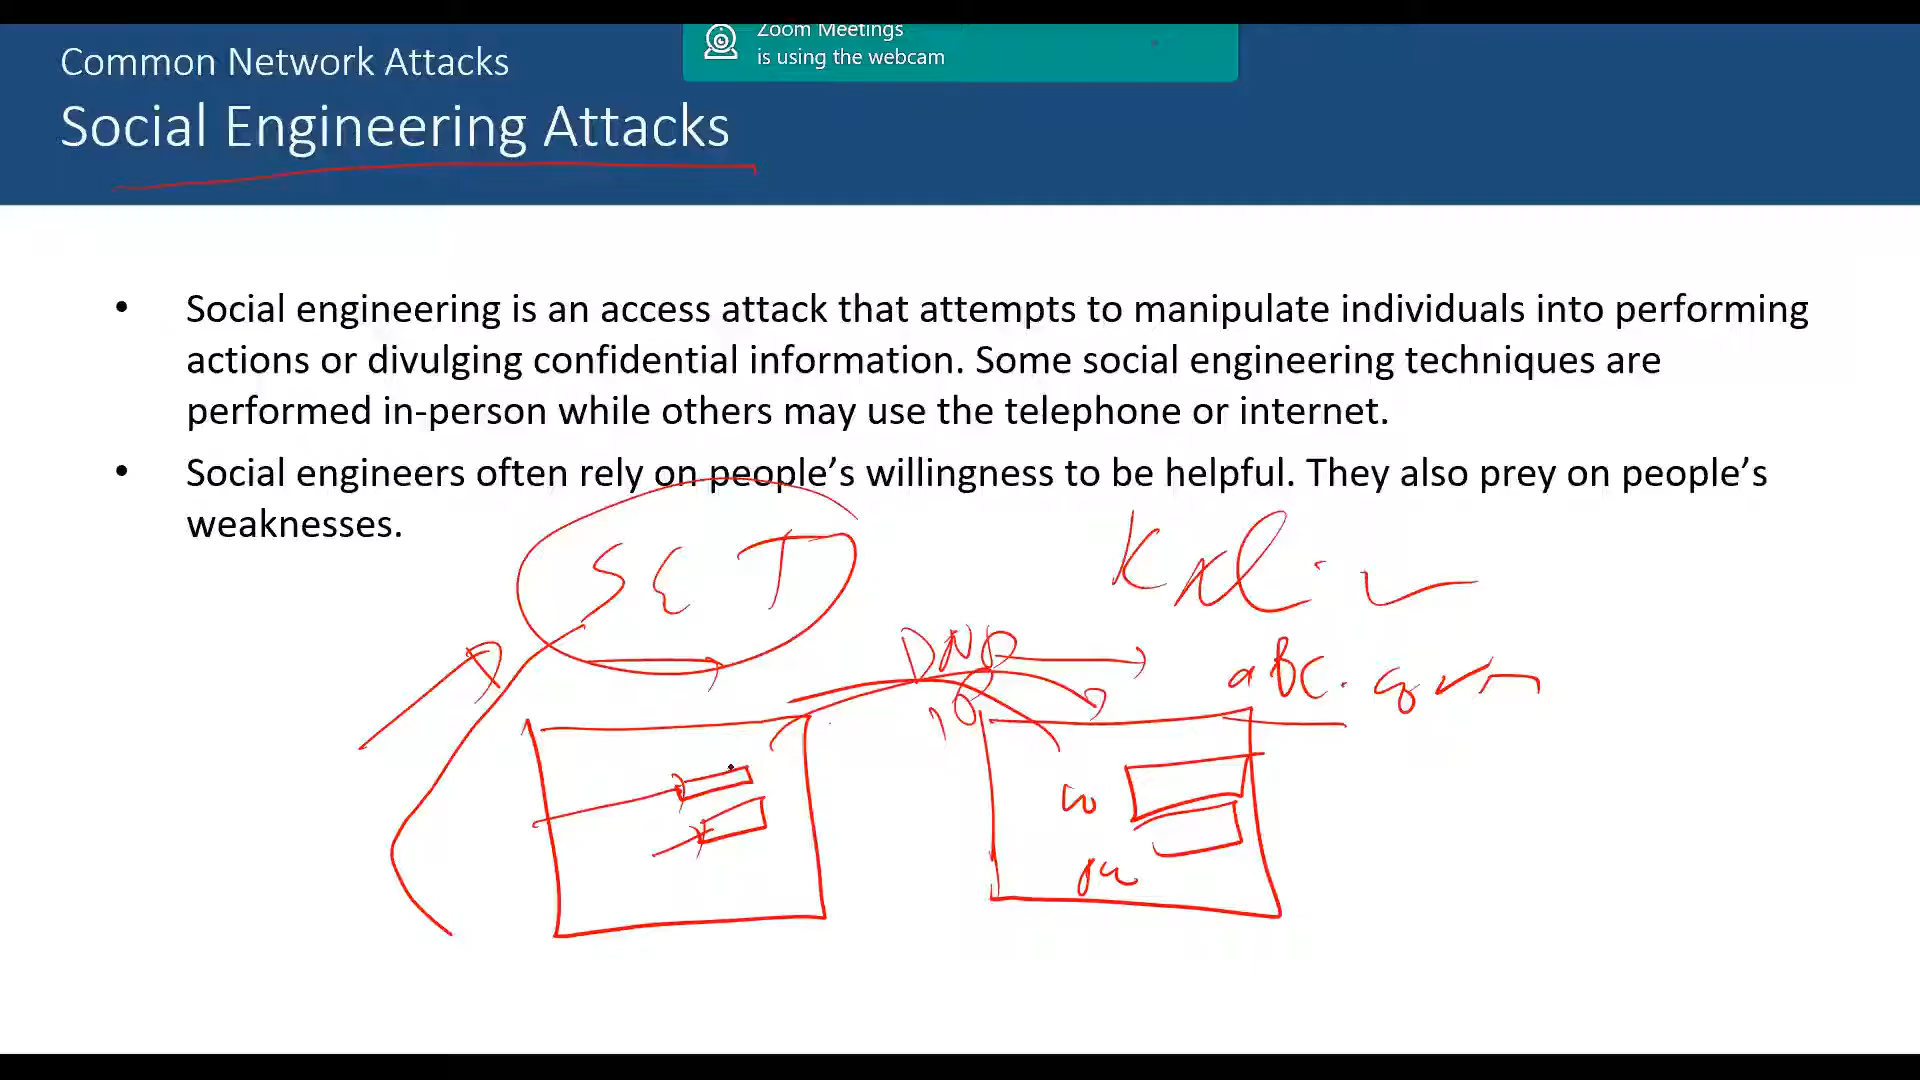 Zoom Meetings
is using the webcam
Common Network Attacks
Social Engineering Attacks
• Social engineering is an access attack that attempts to manipulate individuals into performing
actions or divulging confidential information. Some social engineering techniques are
performed in-person while others may use the telephone or internet.
• Social engineers often rely on people’s willingness to be helpful. They also prey on people’s
weaknesses.
SET
Kali
DNS